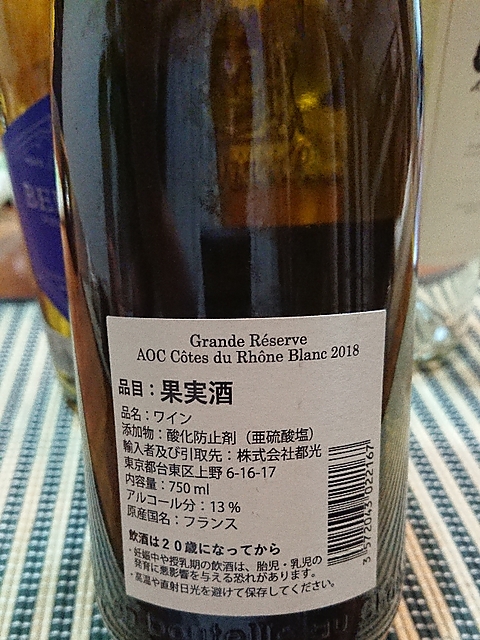 Grande Réserve
AOC Côtes du Rhône Blanc 2018
品目：果実酒
品名：ワイン
添加物：酸化防止剤（亜硫酸塩）
輸入者及び引取先：株式会社都光
東京都台東区上野 6-16-17
内容量：750 ml
アルコール分：13 %
原産国名：フランス
飲酒は２０歳になってから
・妊娠中や授乳期の飲酒は、胎児・乳児の
発育に悪影響を与える恐れがあります。
・高温や直射日光を避けて保存してください。
3 572043 022167